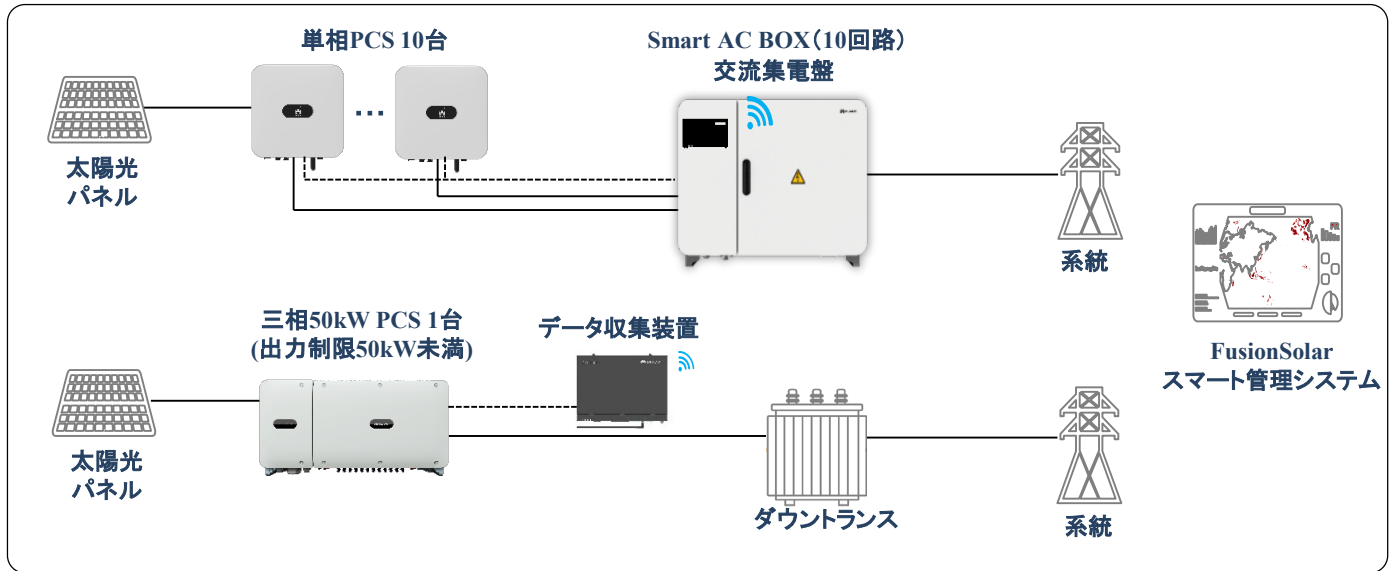 単相PCS 10台
Smart AC BOX（10回路）
交流集電盤
太陽光
パネル
系統
三相50kW PCS 1台
(出力制限50kW未満)
データ収集装置
FusionSolar
スマート管理システム
太陽光
パネル
ダウントランス
系統